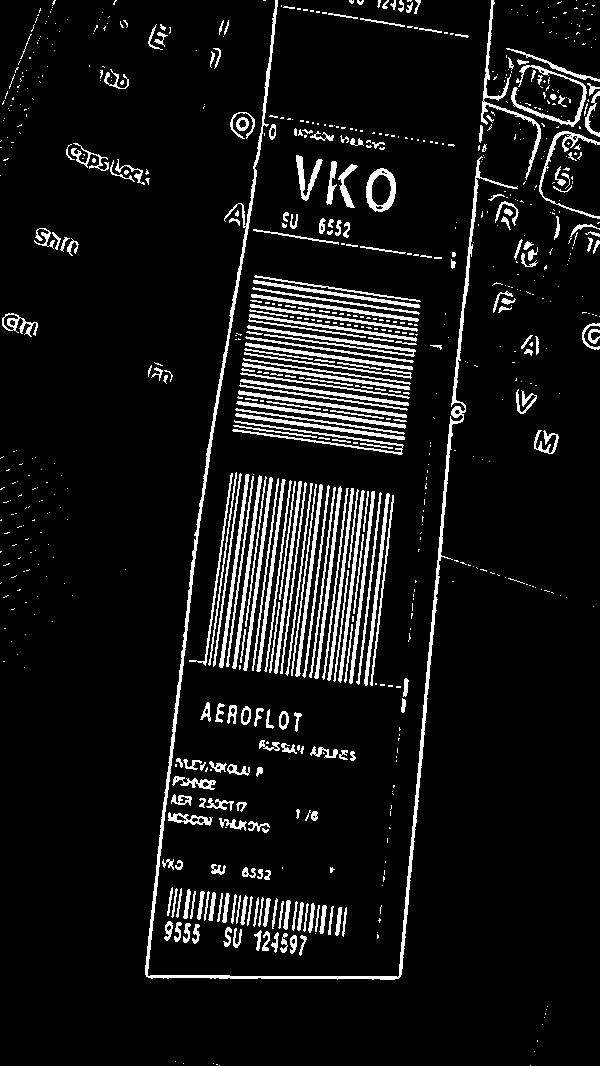 SU 124597
TO MOSCOW VNUKOVO
VKO
SU 6552
AEROFLOT
RUSSIAN AIRLINES
AER 25OCT17 1/6
MOSCOW VNUKOVO
VKO SU 6552
9555 SU 124597
E
Tab
Caps Lock
A
Shift
Ctrl
Fn
%
5
R
K
F
A
V
M